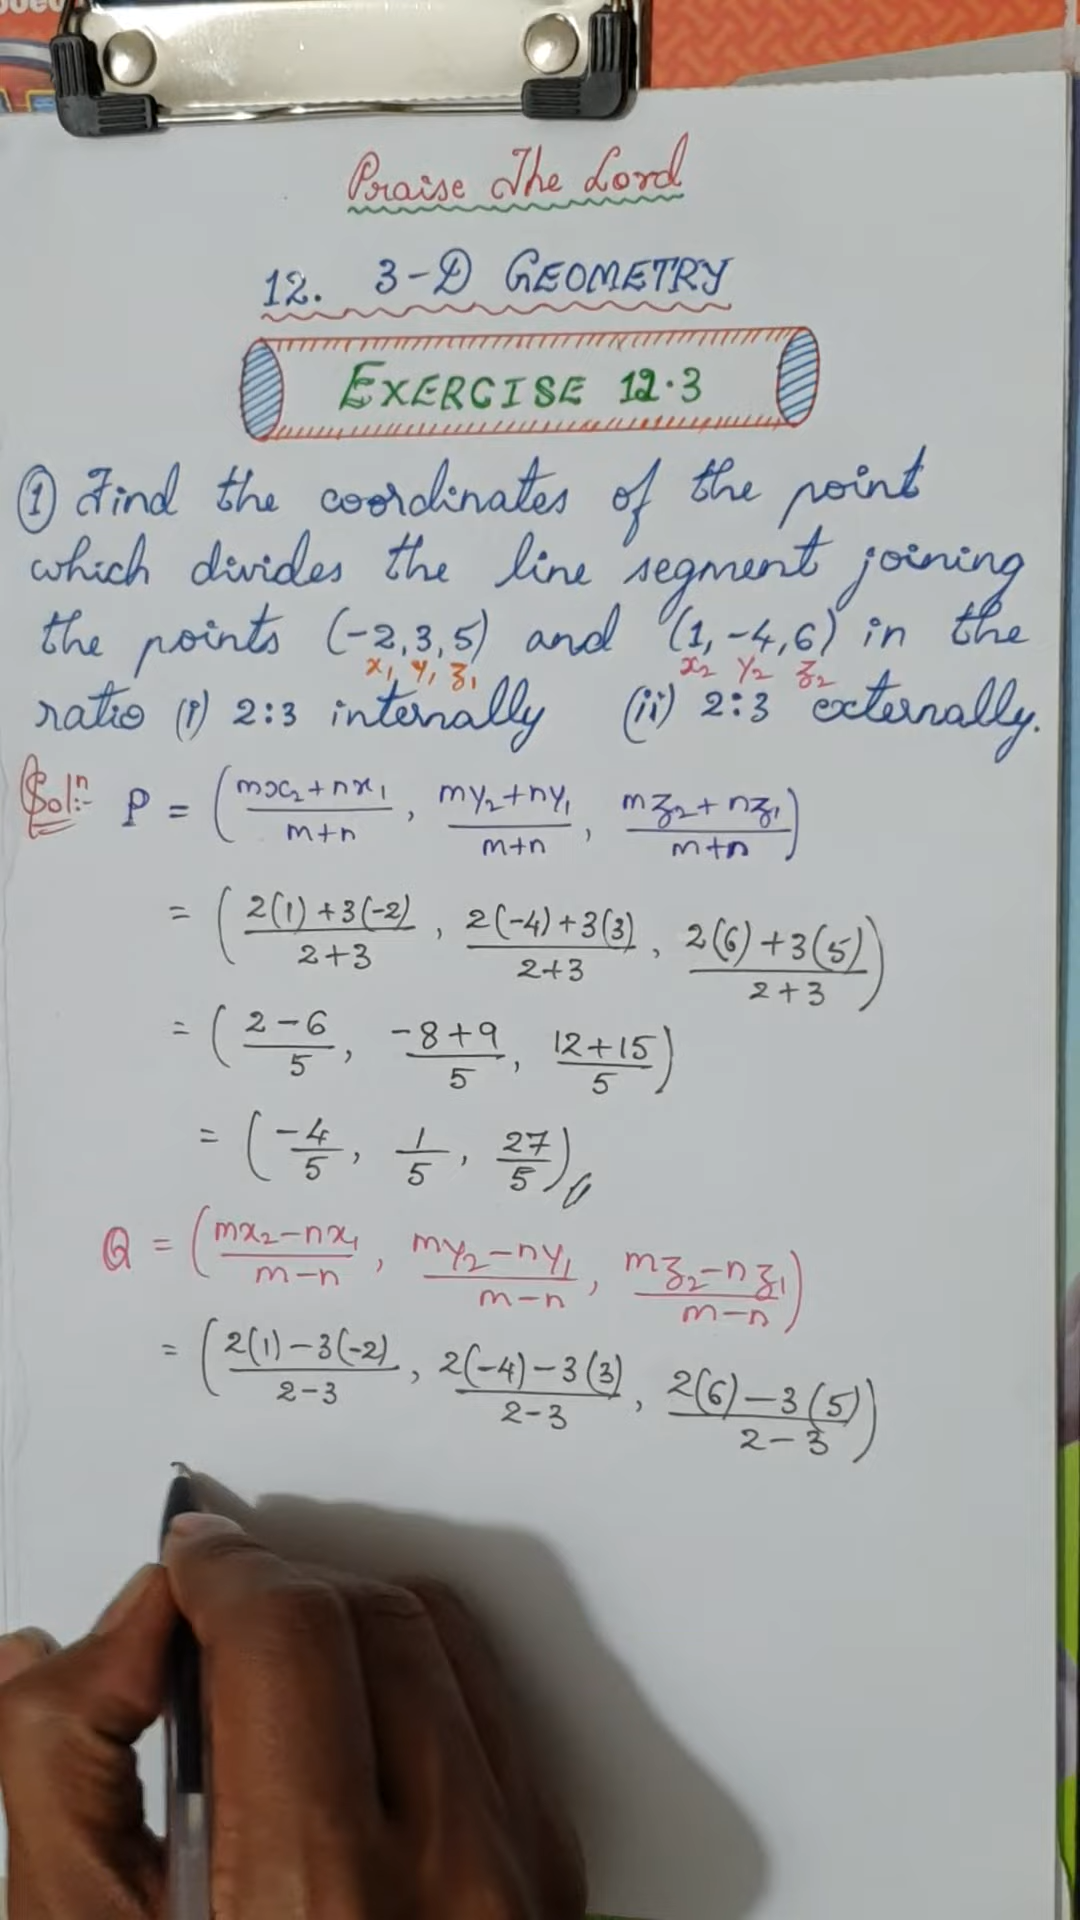 Praise The Lord
12. 3-D GEOMETRY
EXERCISE 12.3
① Find the coordinates of the point
which divides the line segment joining
the points (-2,3,5) and (1,-4,6) in the
x₁ y₁ z₁ x₂ y₂ z₂
ratio (i) 2:3 internally (ii) 2:3 externally.
Solⁿ:- P = ( (mx₂+nx₁)/(m+n) , (my₂+ny₁)/(m+n) , (mz₂+nz₁)/(m+n) )
= ( (2(1)+3(-2))/(2+3) , (2(-4)+3(3))/(2+3) , (2(6)+3(5))/(2+3) )
= ( (2-6)/5 , (-8+9)/5 , (12+15)/5 )
= ( -4/5 , 1/5 , 27/5 )
Q = ( (mx₂-nx₁)/(m-n) , (my₂-ny₁)/(m-n) , (mz₂-nz₁)/(m-n) )
= ( (2(1)-3(-2))/(2-3) , (2(-4)-3(3))/(2-3) , (2(6)-3(5))/(2-3) )